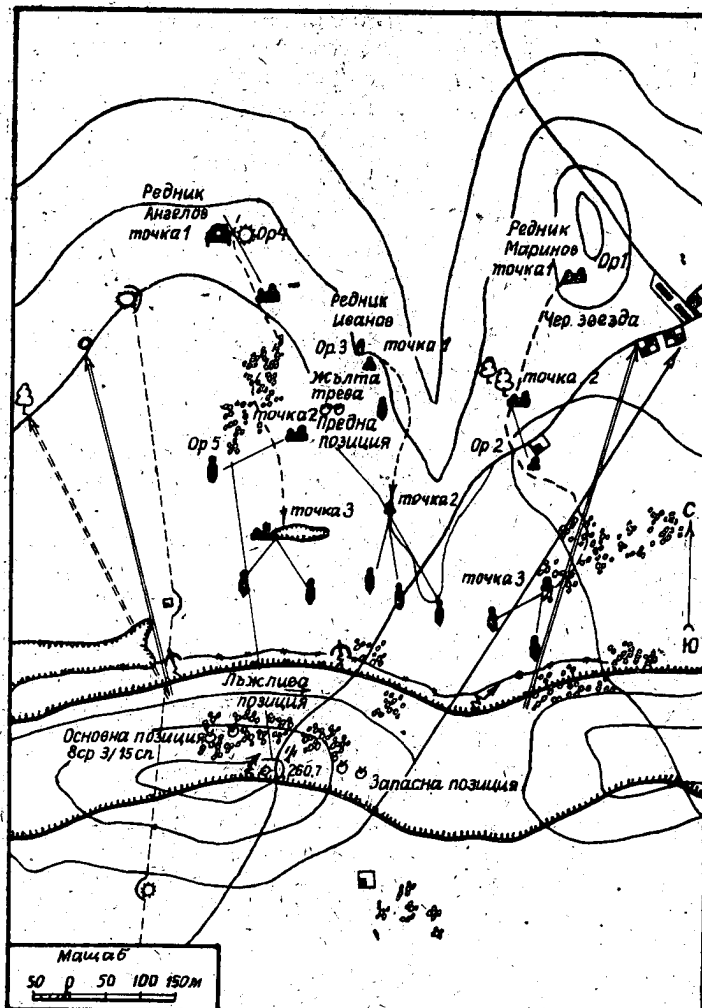 Редник
Ангелов
точка 1
Ор4
Редник
Маринов
точка 1
Ор1
Редник
Иванов
Ор.3
точка 1
Чер. звезда
Жълта
трева
точка 2
точка 2
Предна
позиция
Ор 5
Ор 2
точка 3
точка 2
С
точка 3
Ю
Лъжлива
позиция
Основна позиция
8ср 3/15сп
260.7
Запасна позиция
Мащаб
50 0 50 100 150м